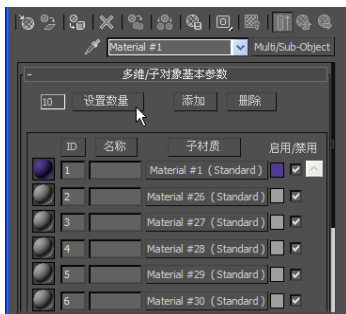 Material #1 Multi/Sub-Object
- 多维/子对象基本参数
10 设置数量 添加 删除
ID 名称 子材质 启用/禁用
1 Material #1 ( Standard )
2 Material #26 ( Standard )
3 Material #27 ( Standard )
4 Material #28 ( Standard )
5 Material #29 ( Standard )
6 Material #30 ( Standard )